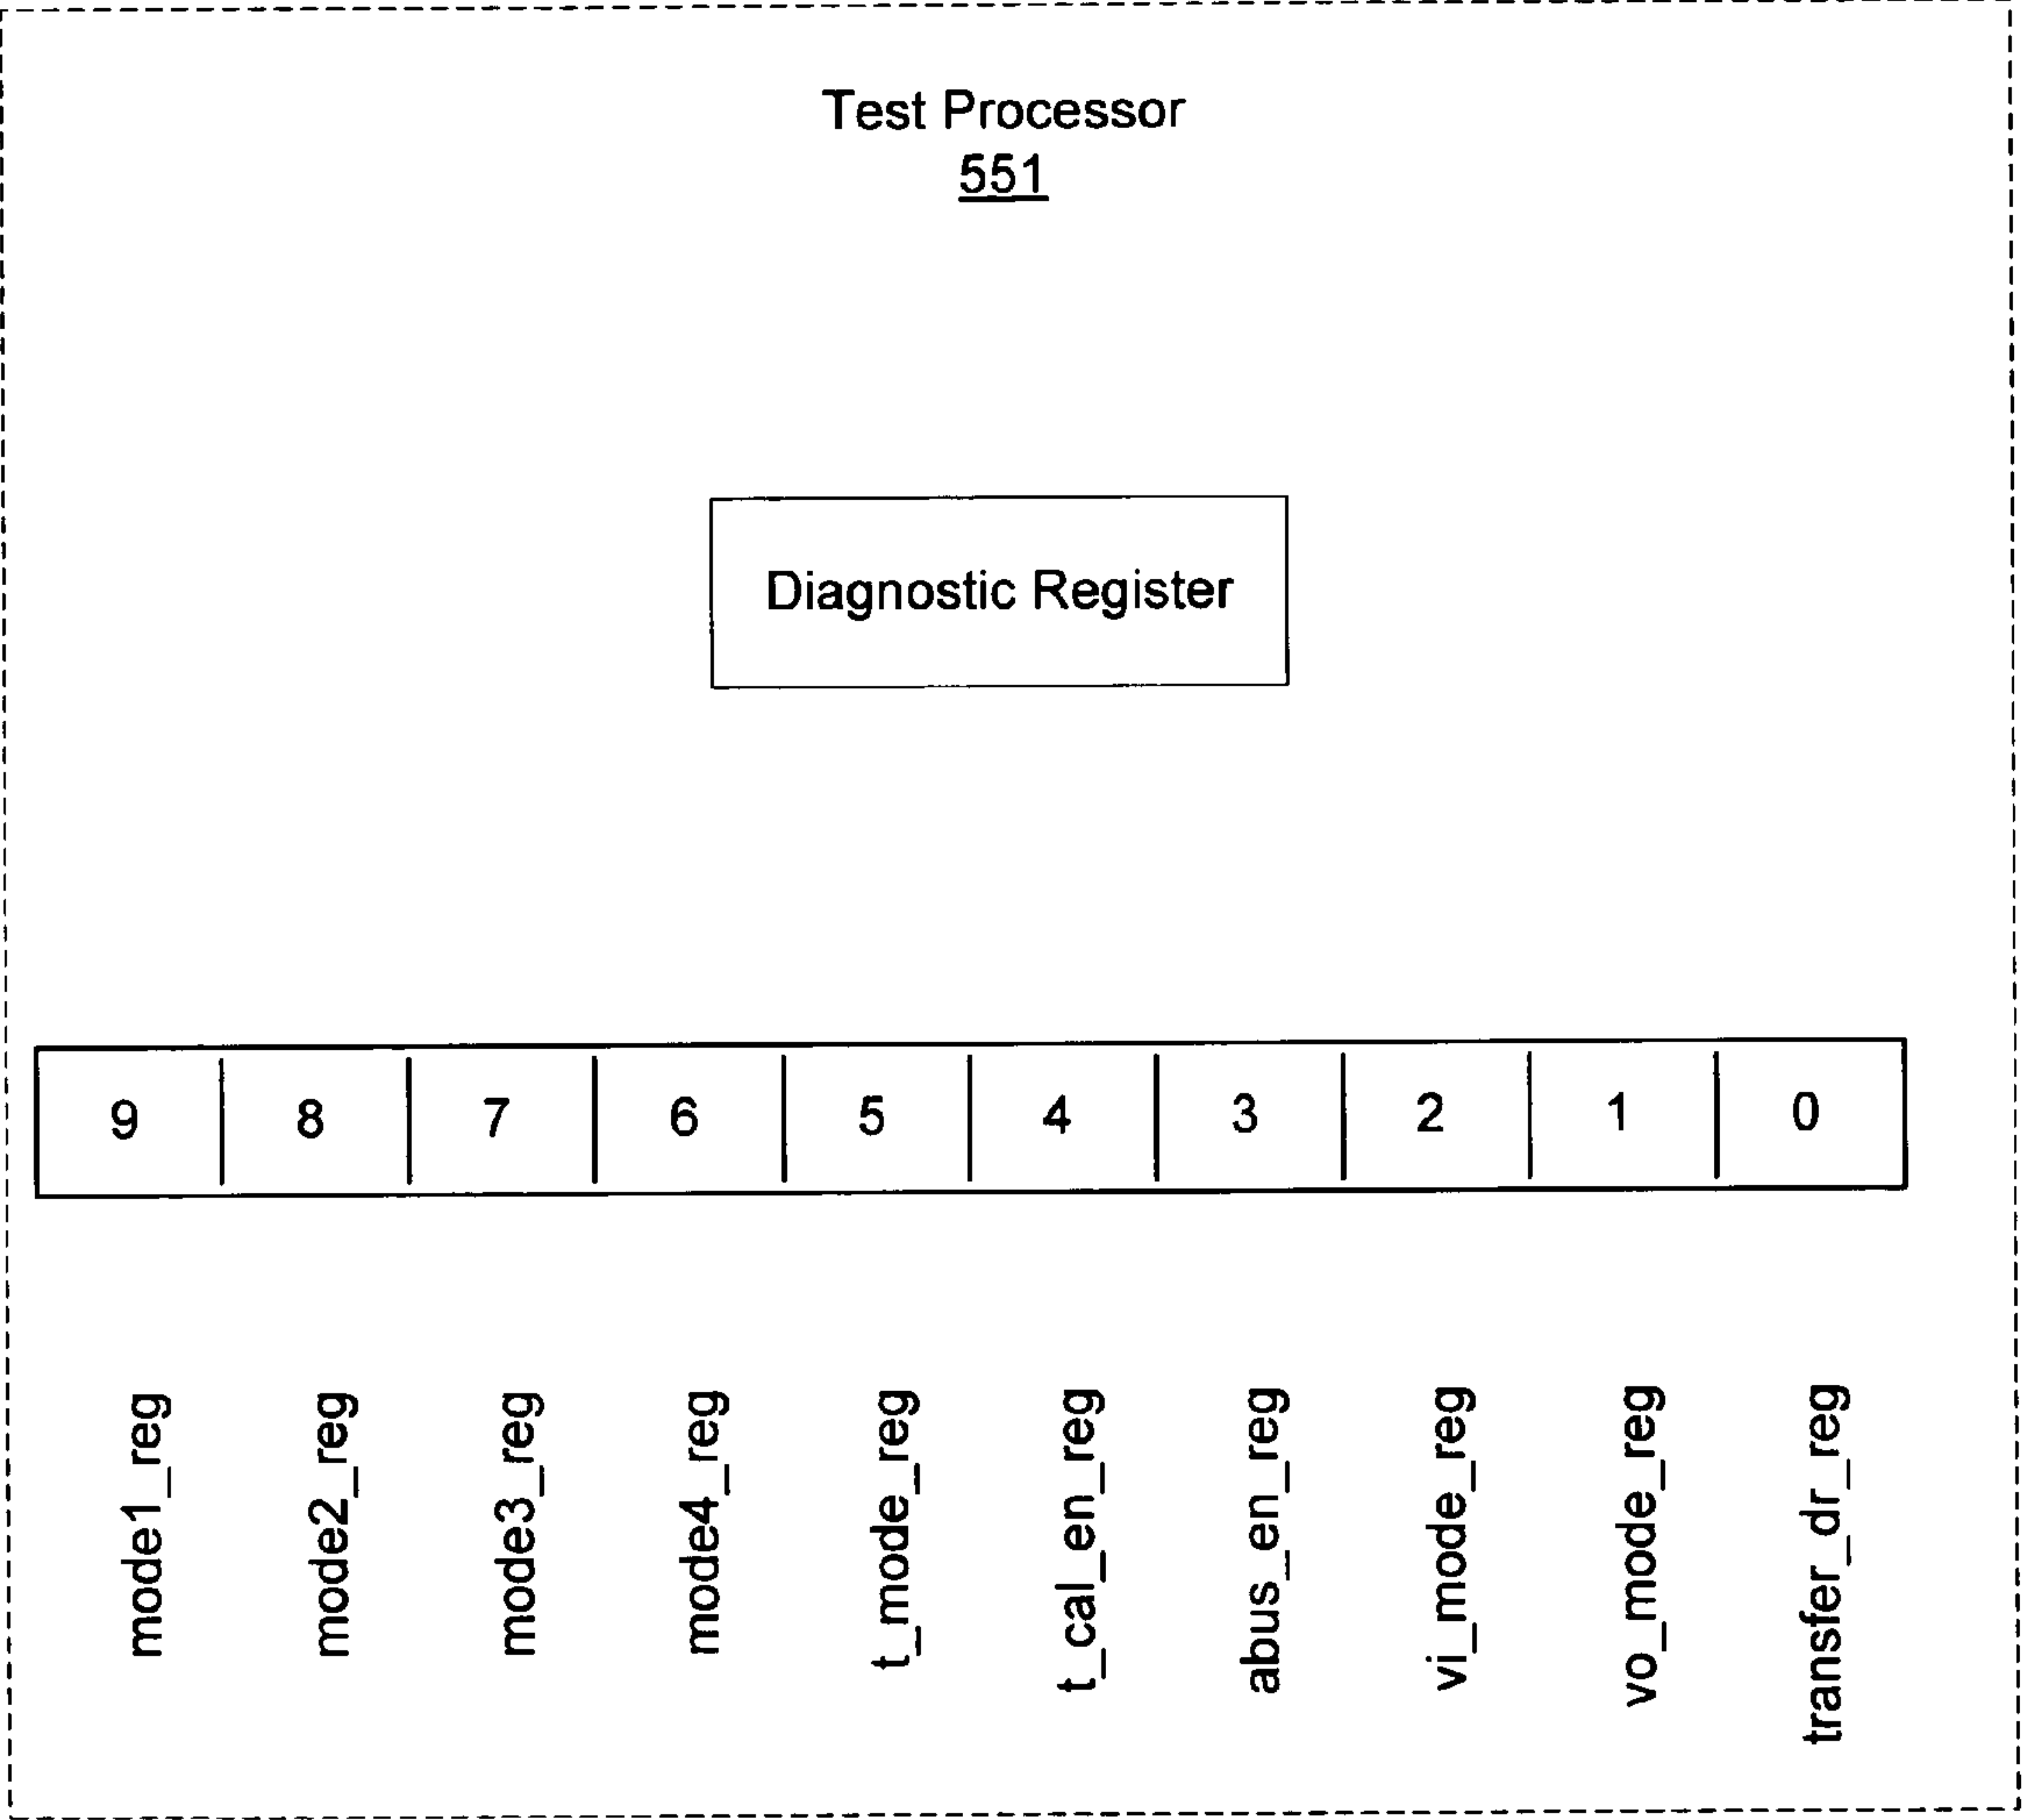 Test Processor
551
Diagnostic Register
9 8 7 6 5 4 3 2 1 0
mode1_reg
mode2_reg
mode3_reg
mode4_reg
t_mode_reg
t_cal_en_reg
abus_en_reg
vi_mode_reg
vo_mode_reg
transfer_dr_reg